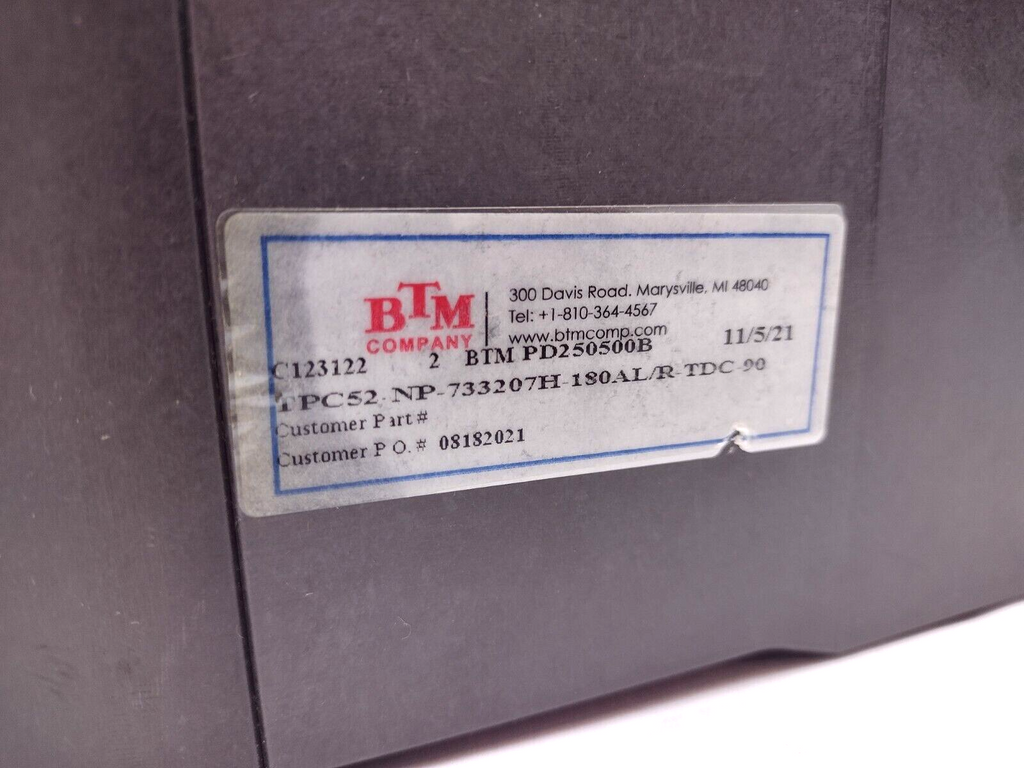 BTM
COMPANY
300 Davis Road. Marysville, MI 48040
Tel: +1-810-364-4567
www.btmcomp.com
11/5/21
C123122 2 BTM PD250500B
TPC52-NP-733207H-180AL/R-TDC-90
Customer Part #
Customer P.O. # 08182021